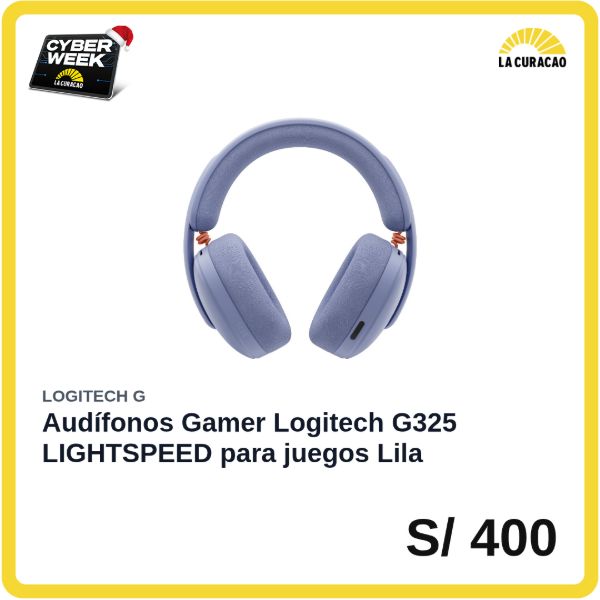 CYBER
WEEK
LA CURACAO
LA CURACAO
LOGITECH G
Audífonos Gamer Logitech G325
LIGHTSPEED para juegos Lila
S/ 400